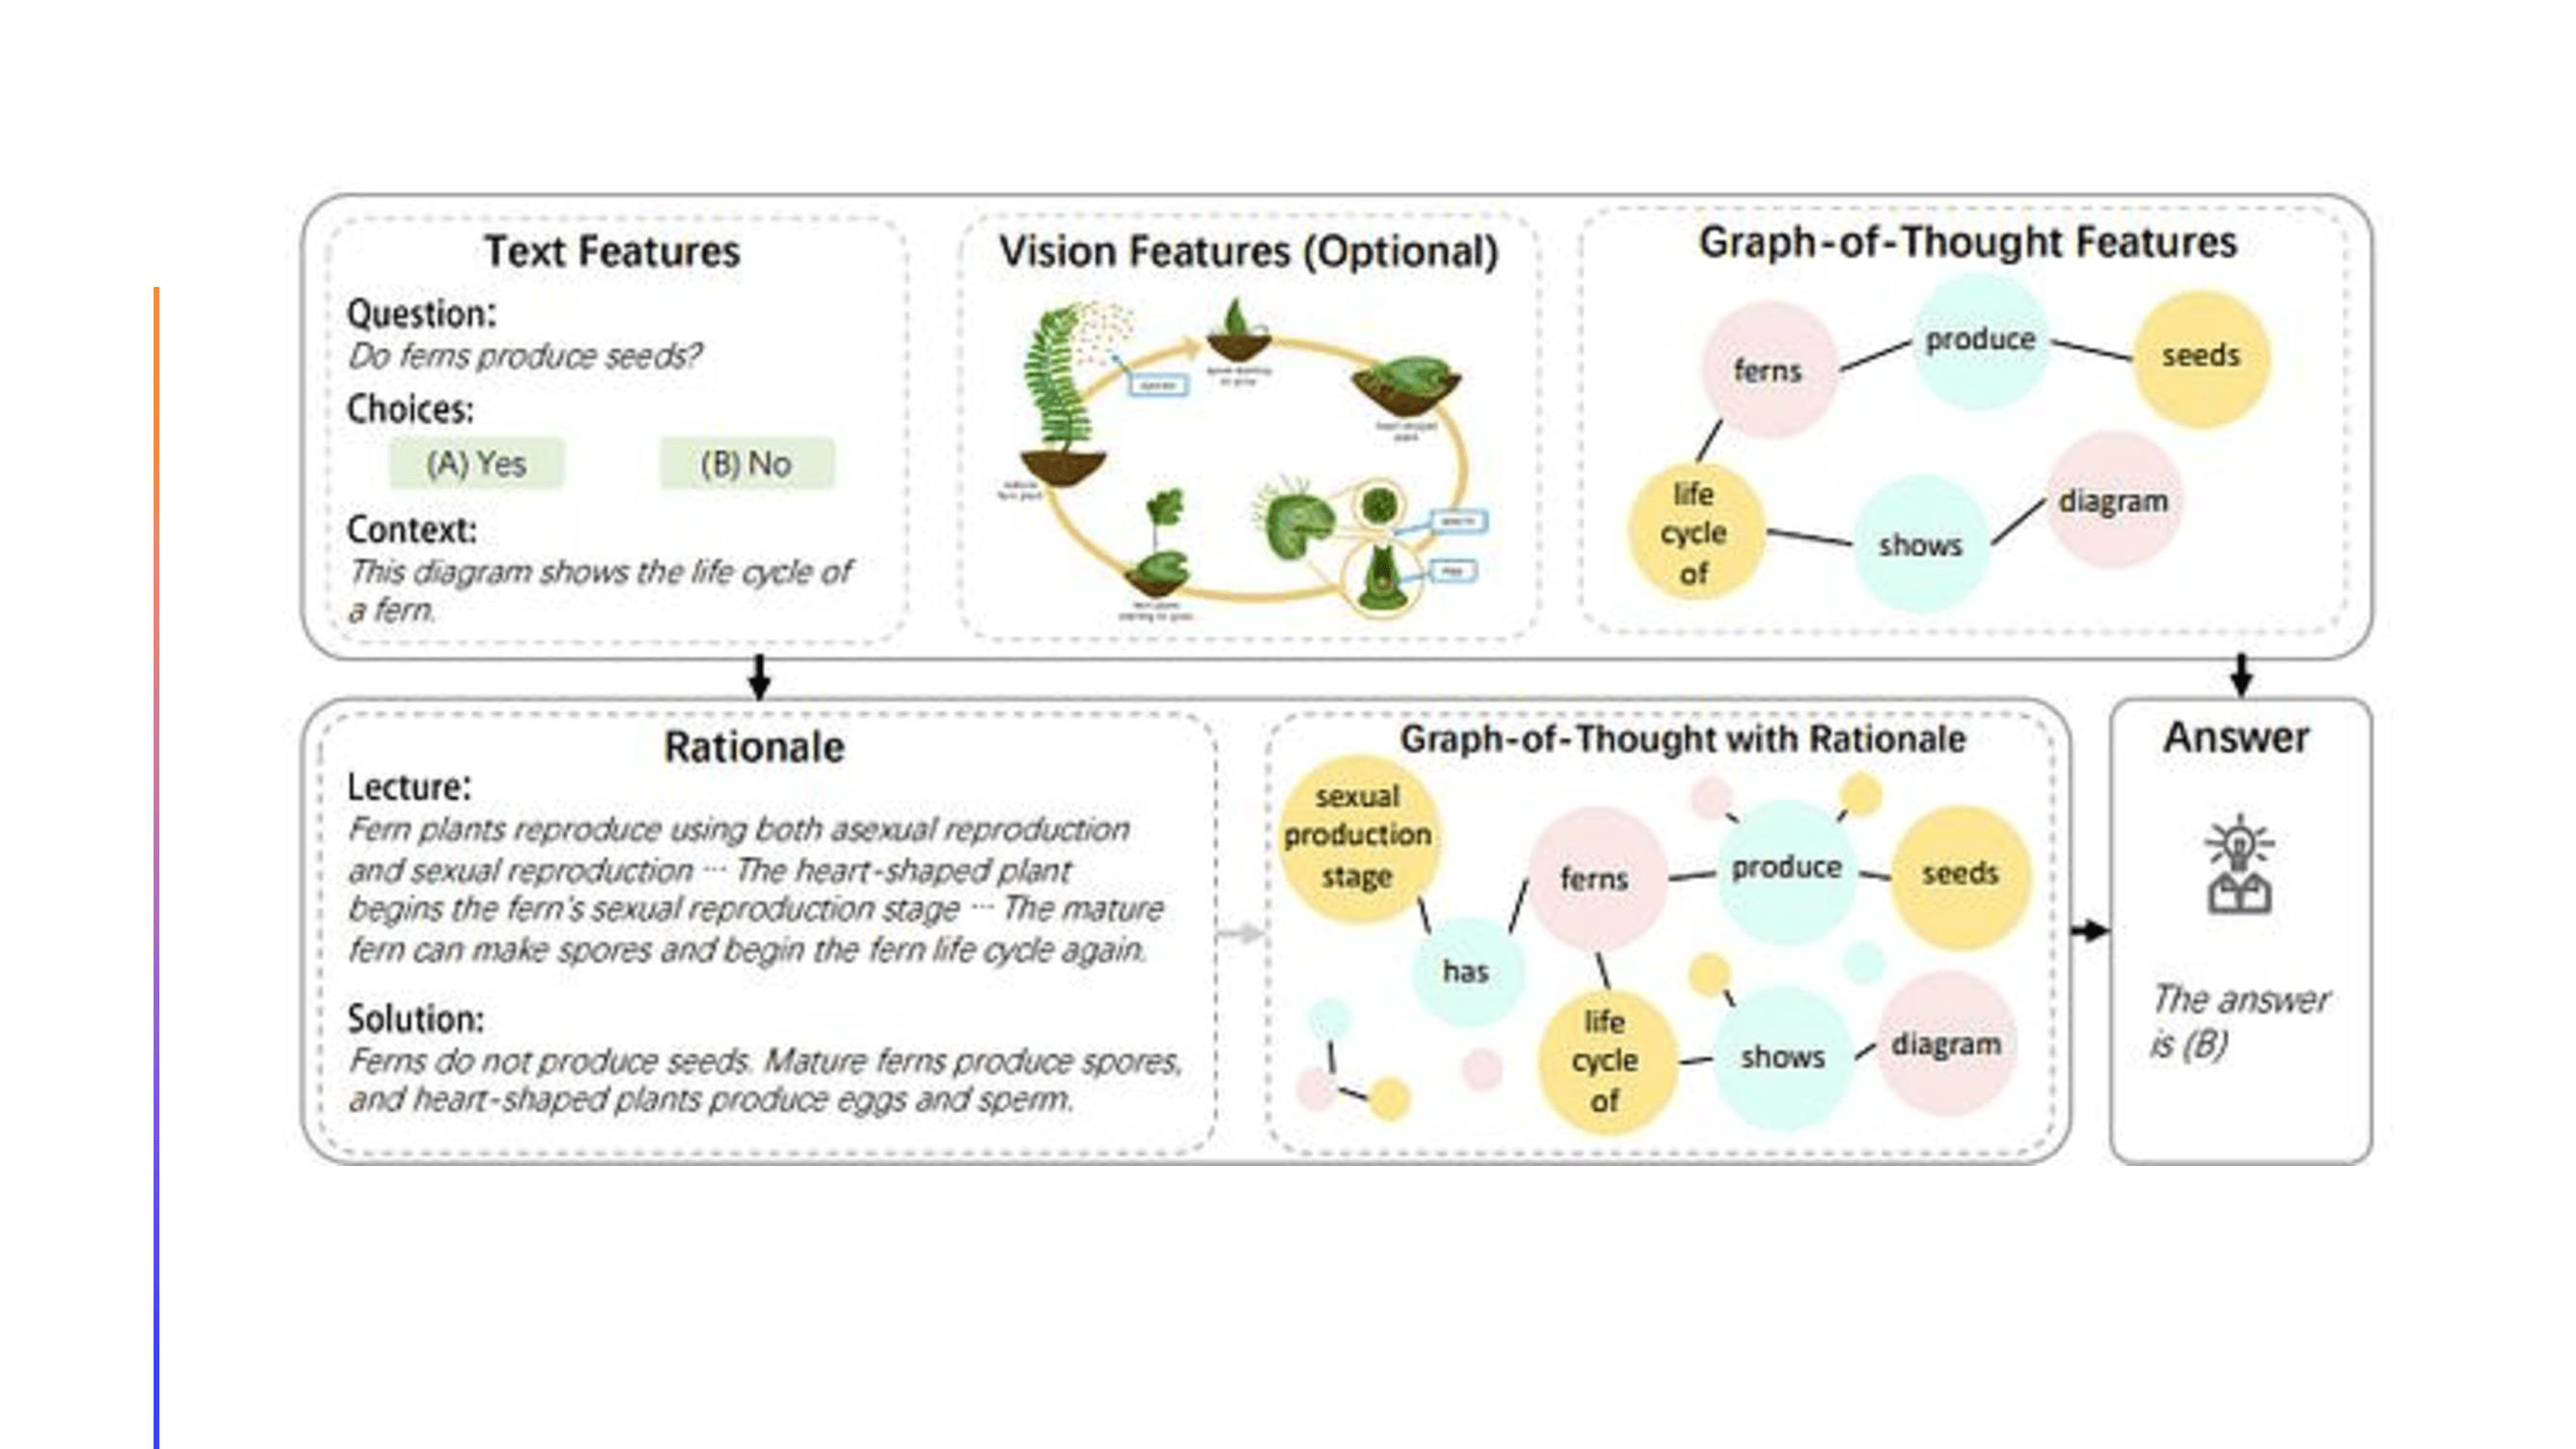 Text Features
Question:
Do ferns produce seeds?
Choices:
(A) Yes
(B) No
Context:
This diagram shows the life cycle of
a fern.
Vision Features (Optional)
Graph-of-Thought Features
ferns
produce
seeds
life
cycle
of
shows
diagram
Rationale
Lecture:
Fern plants reproduce using both asexual reproduction
and sexual reproduction ··· The heart-shaped plant
begins the fern's sexual reproduction stage ··· The mature
fern can make spores and begin the fern life cycle again.
Solution:
Ferns do not produce seeds. Mature ferns produce spores,
and heart-shaped plants produce eggs and sperm.
Graph-of-Thought with Rationale
sexual
production
stage
has
ferns
produce
seeds
life
cycle
of
shows
diagram
Answer
The answer
is (B)